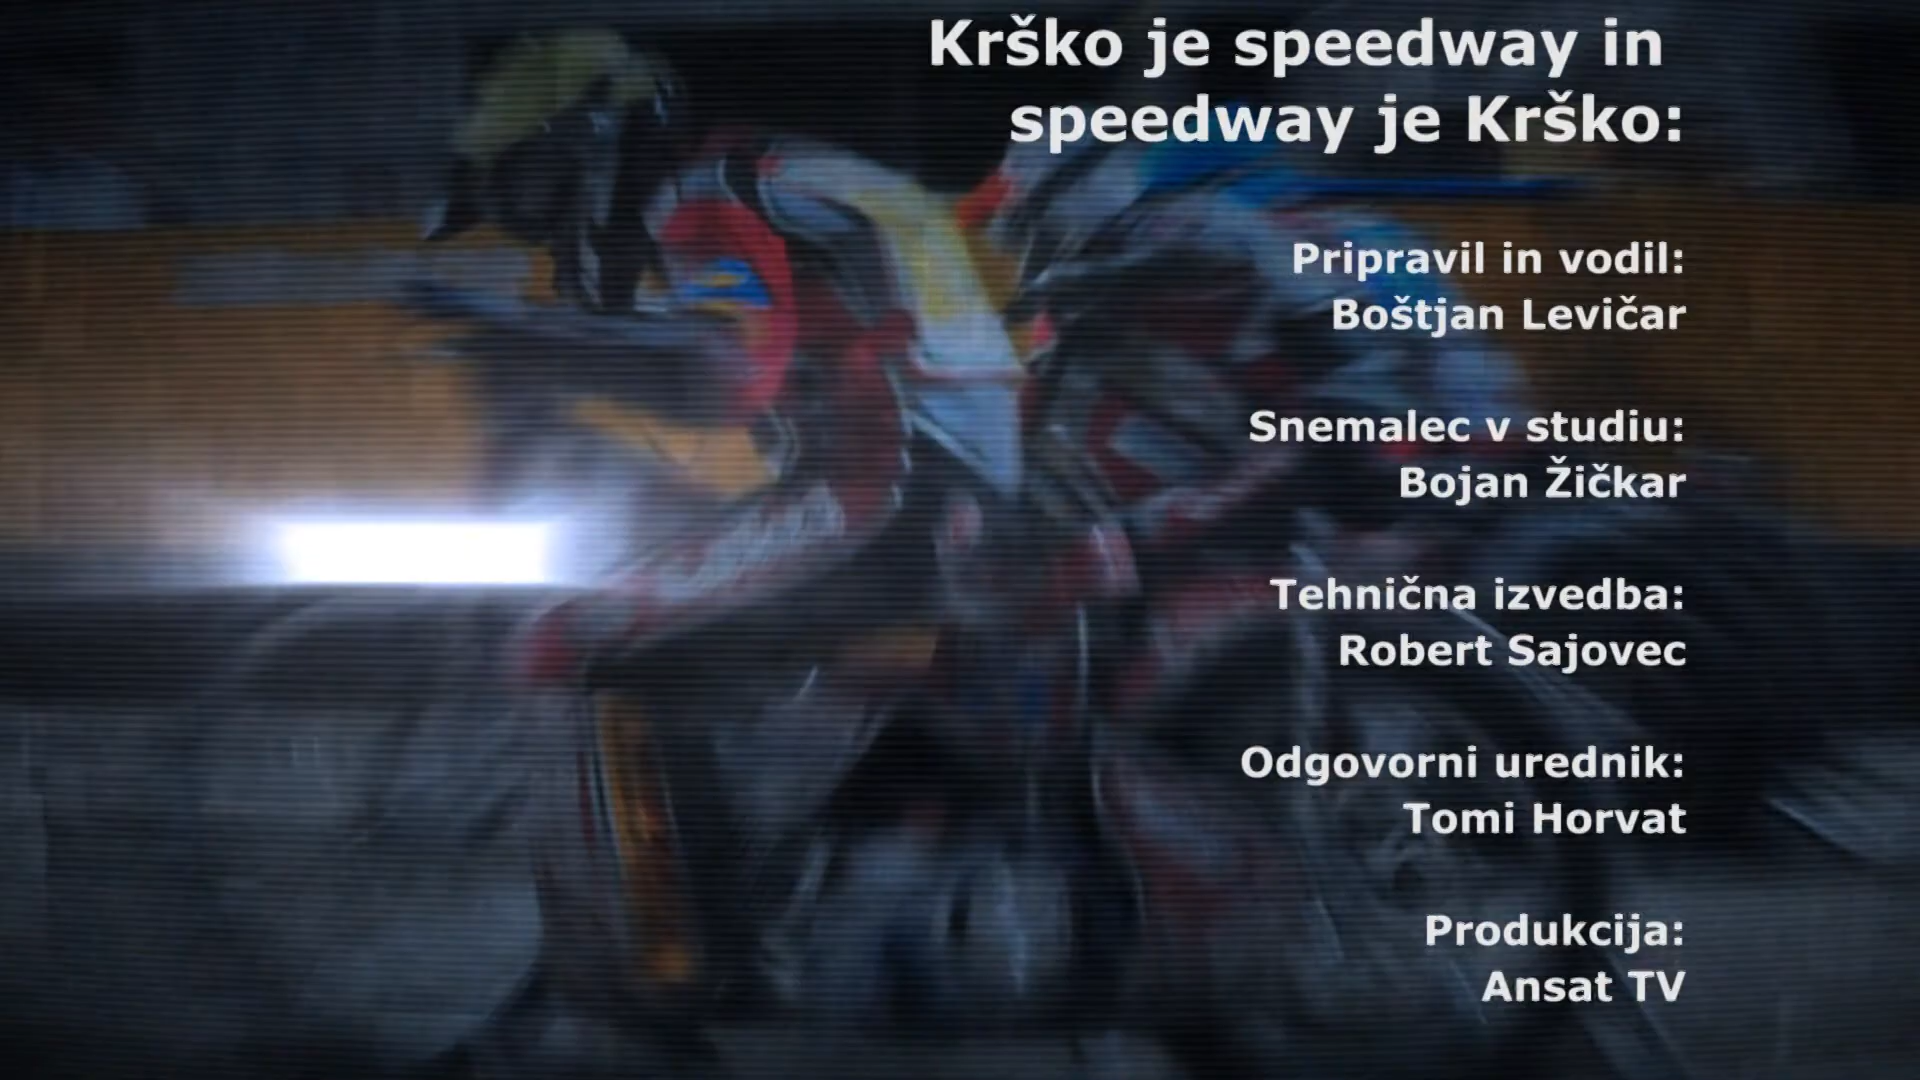 Krško je speedway in
speedway je Krško:
Pripravil in vodil:
Boštjan Levičar
Snemalec v studiu:
Bojan Žičkar
Tehnična izvedba:
Robert Sajovec
Odgovorni urednik:
Tomi Horvat
Produkcija:
Ansat TV